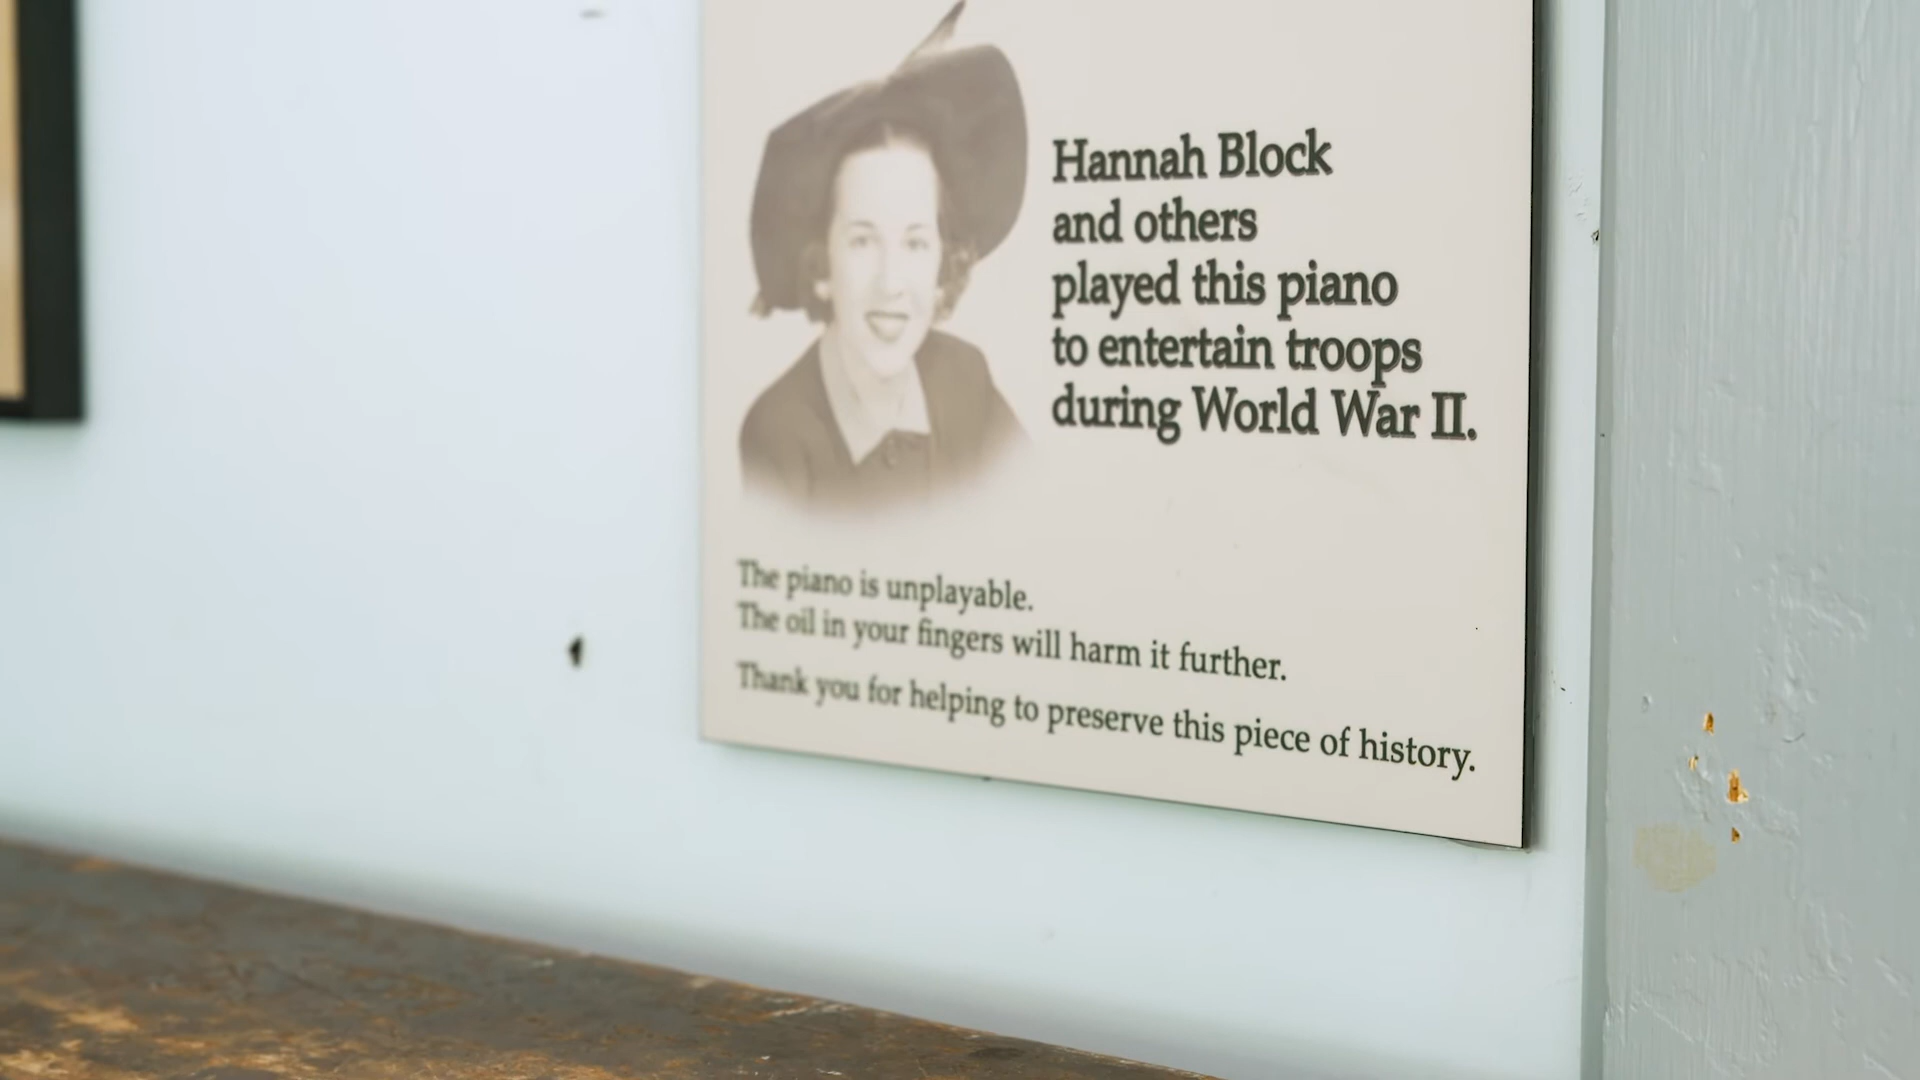 Hannah Block
and others
played this piano
to entertain troops
during World War II.
The piano is unplayable.
The oil in your fingers will harm it further.
Thank you for helping to preserve this piece of history.